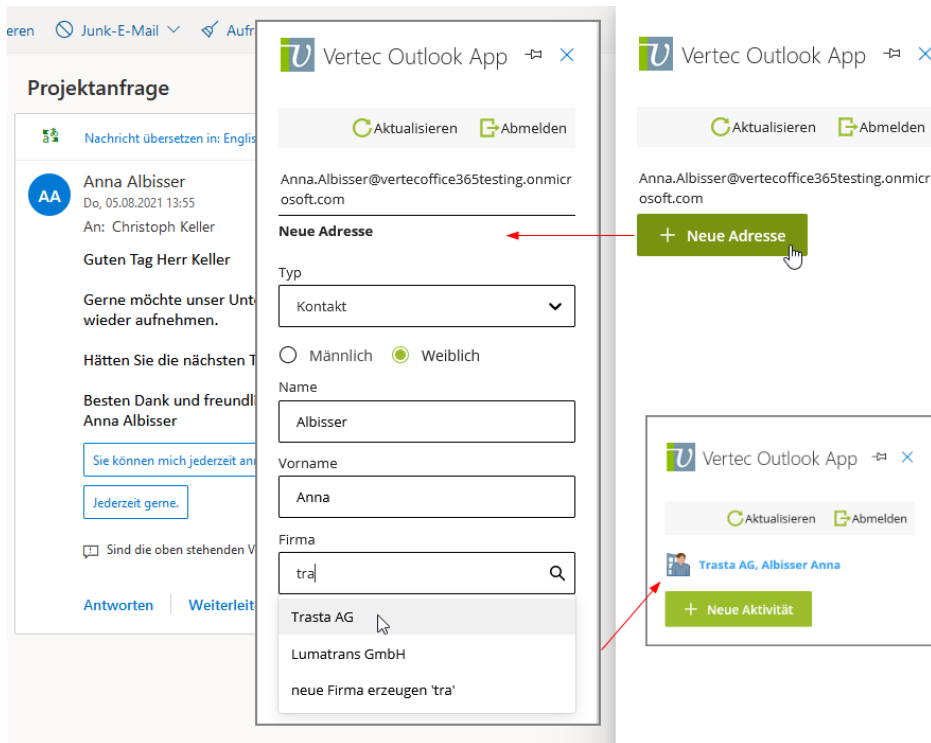 eren Junk-E-Mail Aufr
Projektanfrage
Nachricht übersetzen in: Englis
AA
Anna Albisser
Do, 05.08.2021 13:55
An: Christoph Keller
Guten Tag Herr Keller
Gerne möchte unser Unt
wieder aufnehmen.
Hätten Sie die nächsten T
Besten Dank und freundli
Anna Albisser
Sie können mich jederzeit an
Jederzeit gerne.
Sind die oben stehenden V
Antworten Weiterleit
Vertec Outlook App
Aktualisieren Abmelden
Anna.Albisser@vertecoffice365testing.onmicr
osoft.com
Neue Adresse
Typ
Kontakt
Männlich Weiblich
Name
Albisser
Vorname
Anna
Firma
tra
Trasta AG
Lumatrans GmbH
neue Firma erzeugen 'tra'
Vertec Outlook App
Aktualisieren Abmelden
Anna.Albisser@vertecoffice365testing.onmicr
osoft.com
+ Neue Adresse
Vertec Outlook App
Aktualisieren Abmelden
Trasta AG, Albisser Anna
+ Neue Aktivität